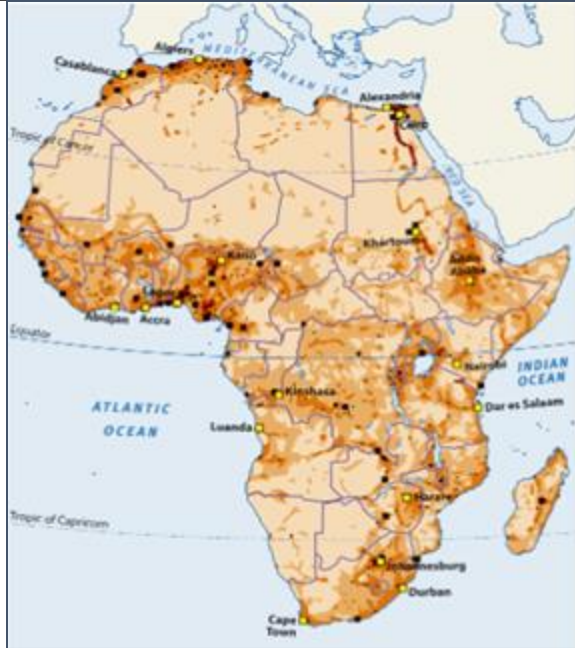 Algiers
MEDITERRANEAN SEA
Casablanca
Alexandria
Cairo
Tropic of Cancer
RED SEA
Khartoum
Kano
Addis
Ababa
Lagos
Abidjan
Accra
Equator
Nairobi
INDIAN
OCEAN
Kinshasa
Dar es Salaam
ATLANTIC
OCEAN
Luanda
Harare
Tropic of Capricorn
Johannesburg
Durban
Cape
Town